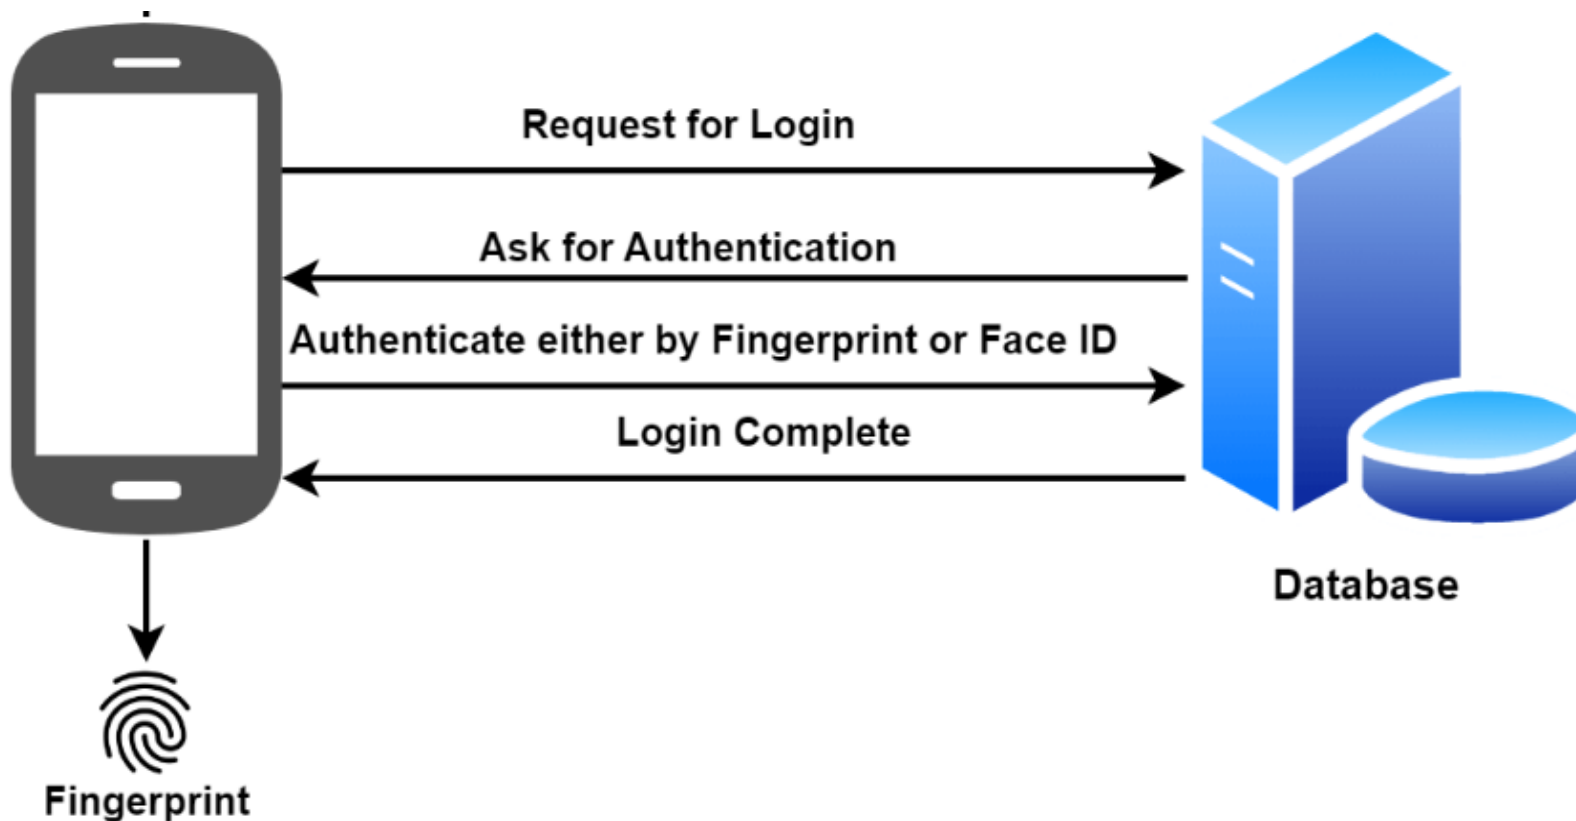 Request for Login
Ask for Authentication
Authenticate either by Fingerprint or Face ID
Login Complete
Database
Fingerprint